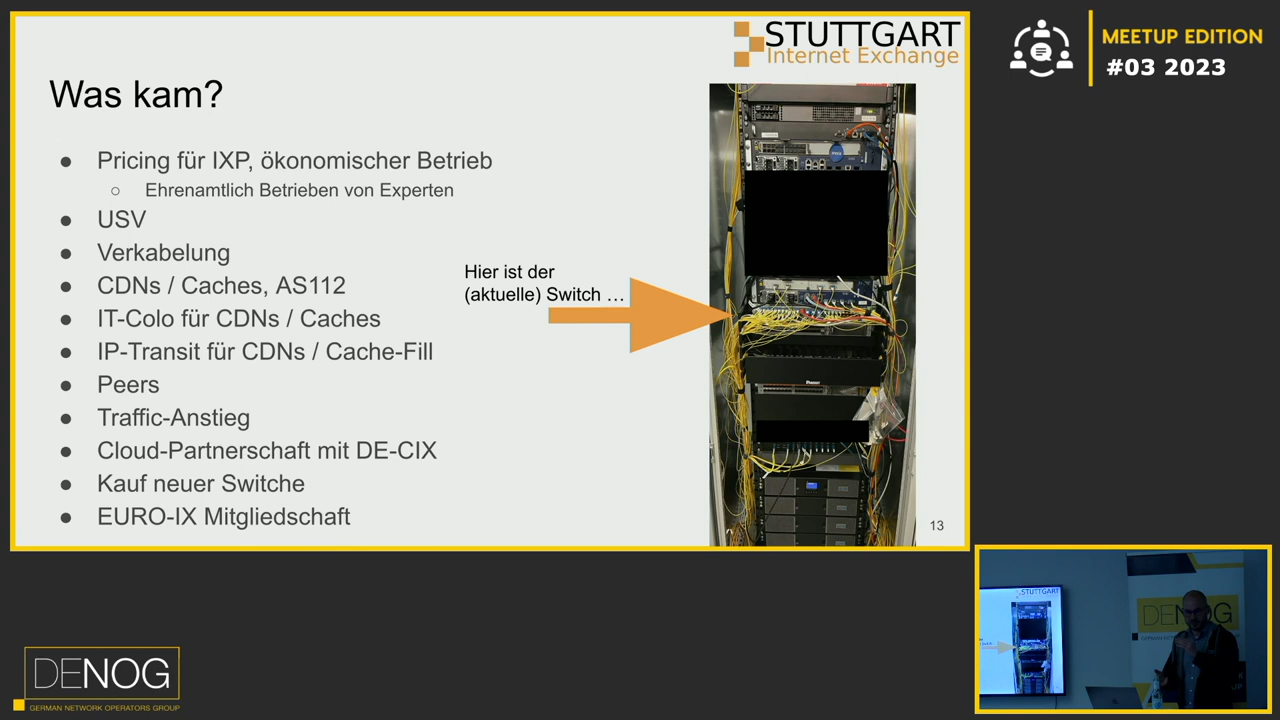 STUTTGART
Internet Exchange
MEETUP EDITION
#03 2023
Was kam?
● Pricing für IXP, ökonomischer Betrieb
○ Ehrenamtlich Betrieben von Experten
● USV
● Verkabelung
● CDNs / Caches, AS112
● IT-Colo für CDNs / Caches
● IP-Transit für CDNs / Cache-Fill
● Peers
● Traffic-Anstieg
● Cloud-Partnerschaft mit DE-CIX
● Kauf neuer Switche
● EURO-IX Mitgliedschaft
Hier ist der
(aktuelle) Switch …
13
STUTTGART
DENOG
DENOG
GERMAN NETWORK OPERATORS GROUP